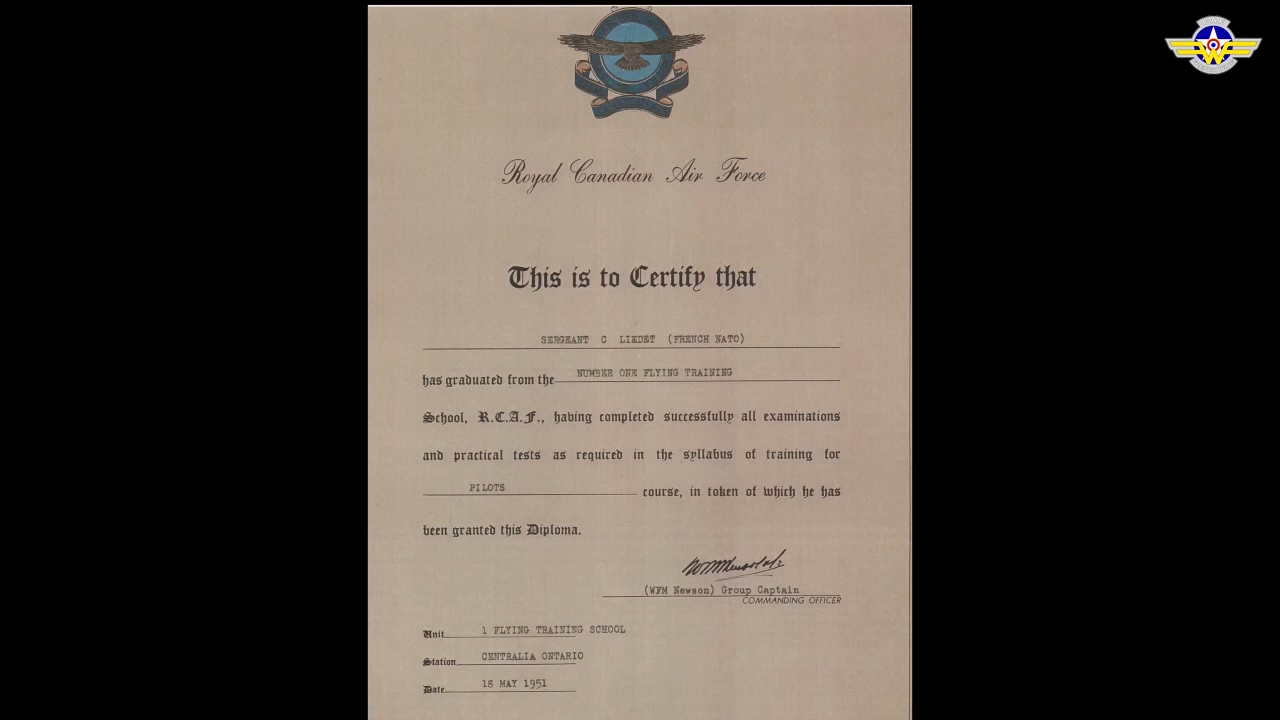 Royal Canadian Air Force
This is to Certify that
SERGEANT C LIEDET (FRENCH NATO)
has graduated from the NUMBER ONE FLYING TRAINING
School, R.C.A.F., having completed successfully all examinations
and practical tests as required in the syllabus of training for
PILOTS course, in token of which he has
been granted this Diploma.
(WFM Newson) Group Captain
COMMANDING OFFICER
Unit 1 FLYING TRAINING SCHOOL
Station CENTRALIA ONTARIO
Date 18 MAY 1951